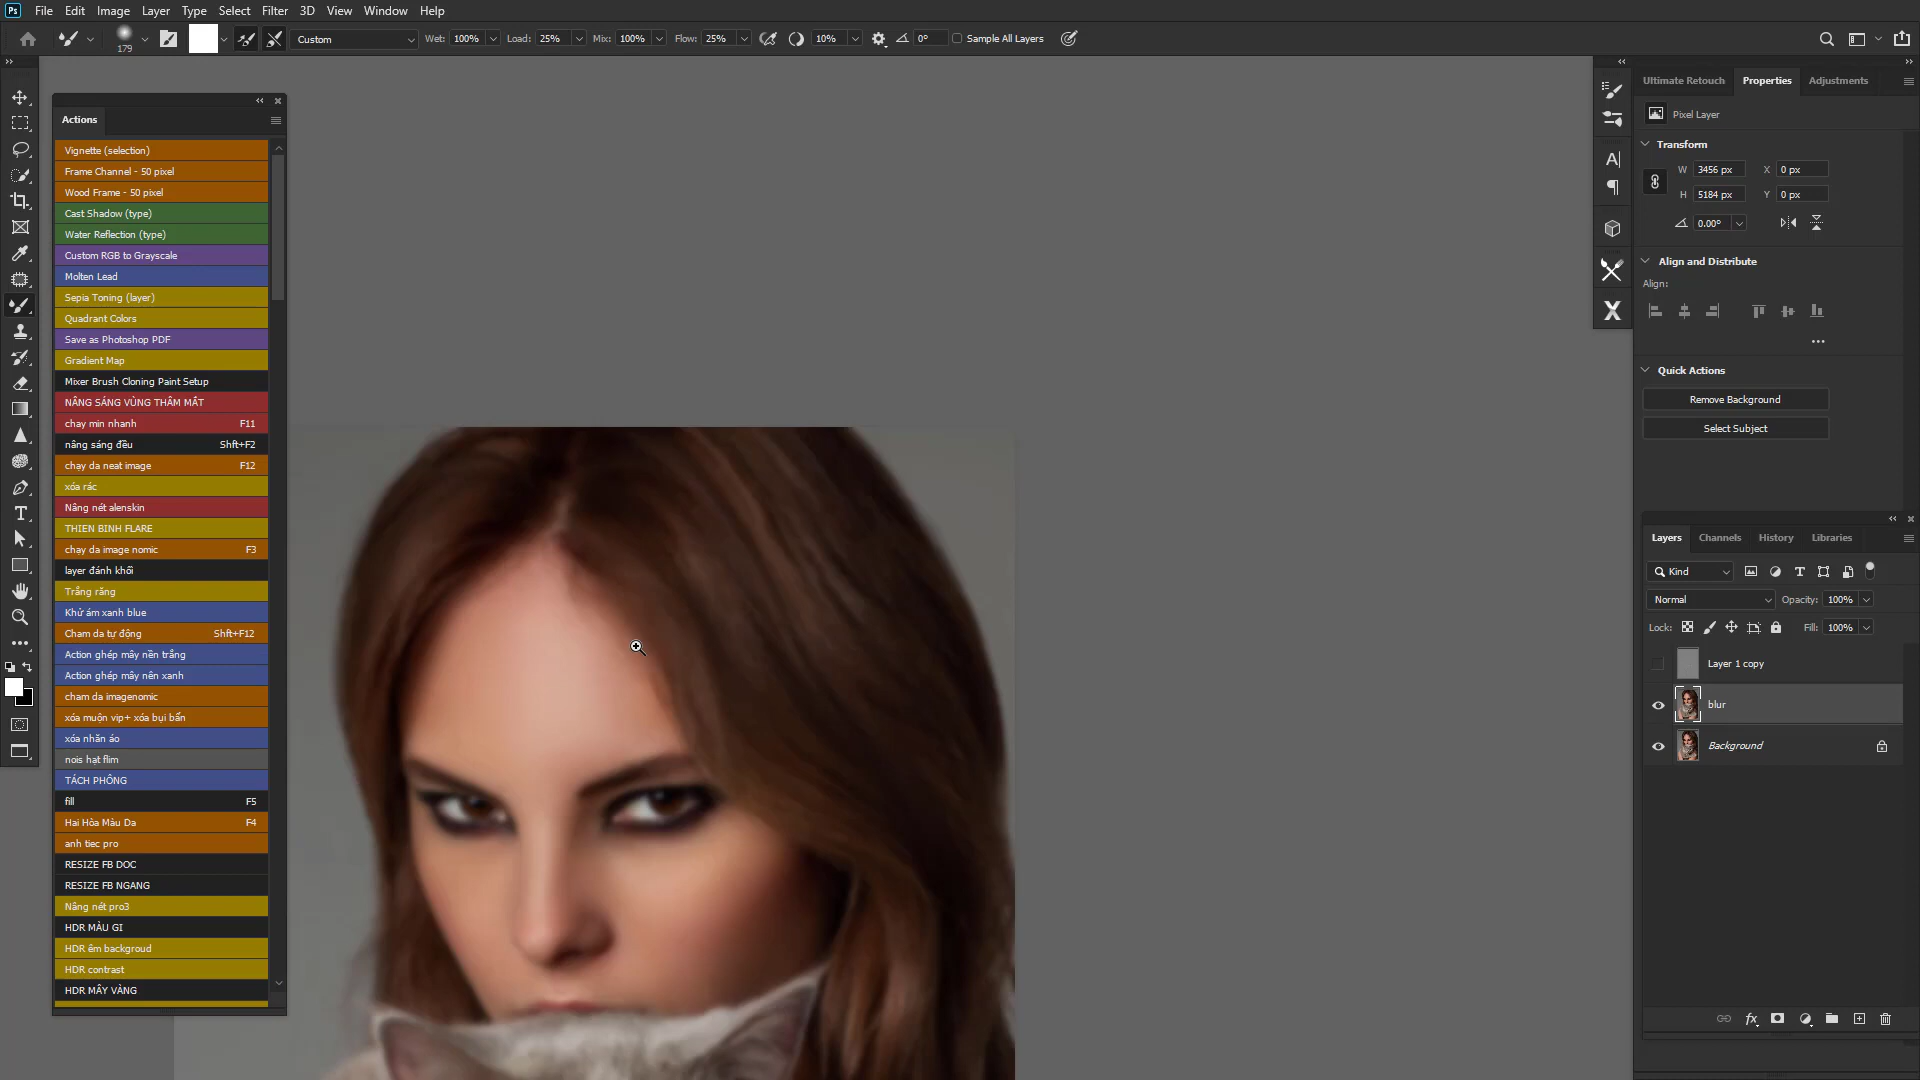 Ps File Edit Image Layer Type Select Filter 3D View Window Help
179 Custom Wet: 100% Load: 25% Mix: 100% Flow: 25% 10% 0° Sample All Layers
Actions
Vignette (selection)
Frame Channel - 50 pixel
Wood Frame - 50 pixel
Cast Shadow (type)
Water Reflection (type)
Custom RGB to Grayscale
Molten Lead
Sepia Toning (layer)
Quadrant Colors
Save as Photoshop PDF
Gradient Map
Mixer Brush Cloning Paint Setup
NÂNG SÁNG VÙNG THÂM MẮT
chay min nhanh F11
nâng sáng đều Shft+F2
chạy da neat image F12
xóa rác
Nâng nét alenskin
THIEN BINH FLARE
chạy da image nomic F3
layer đánh khối
Trắng răng
Khử ám xanh blue
Cham da tự động Shft+F12
Action ghép mây nền trắng
Action ghép mây nên xanh
cham da imagenomic
xóa muộn vip+ xóa bụi bẩn
xóa nhăn áo
nois hạt flim
TÁCH PHÔNG
fill F5
Hai Hòa Màu Da F4
anh tiec pro
RESIZE FB DOC
RESIZE FB NGANG
Nâng nét pro3
HDR MÀU GI
HDR êm backgroud
HDR contrast
HDR MÂY VÀNG
Ultimate Retouch Properties Adjustments
Pixel Layer
Transform
W 3456 px X 0 px
H 5184 px Y 0 px
0.00°
Align and Distribute
Align:
Quick Actions
Remove Background
Select Subject
Layers Channels History Libraries
Kind
Normal Opacity: 100%
Lock: Fill: 100%
Layer 1 copy
blur
Background